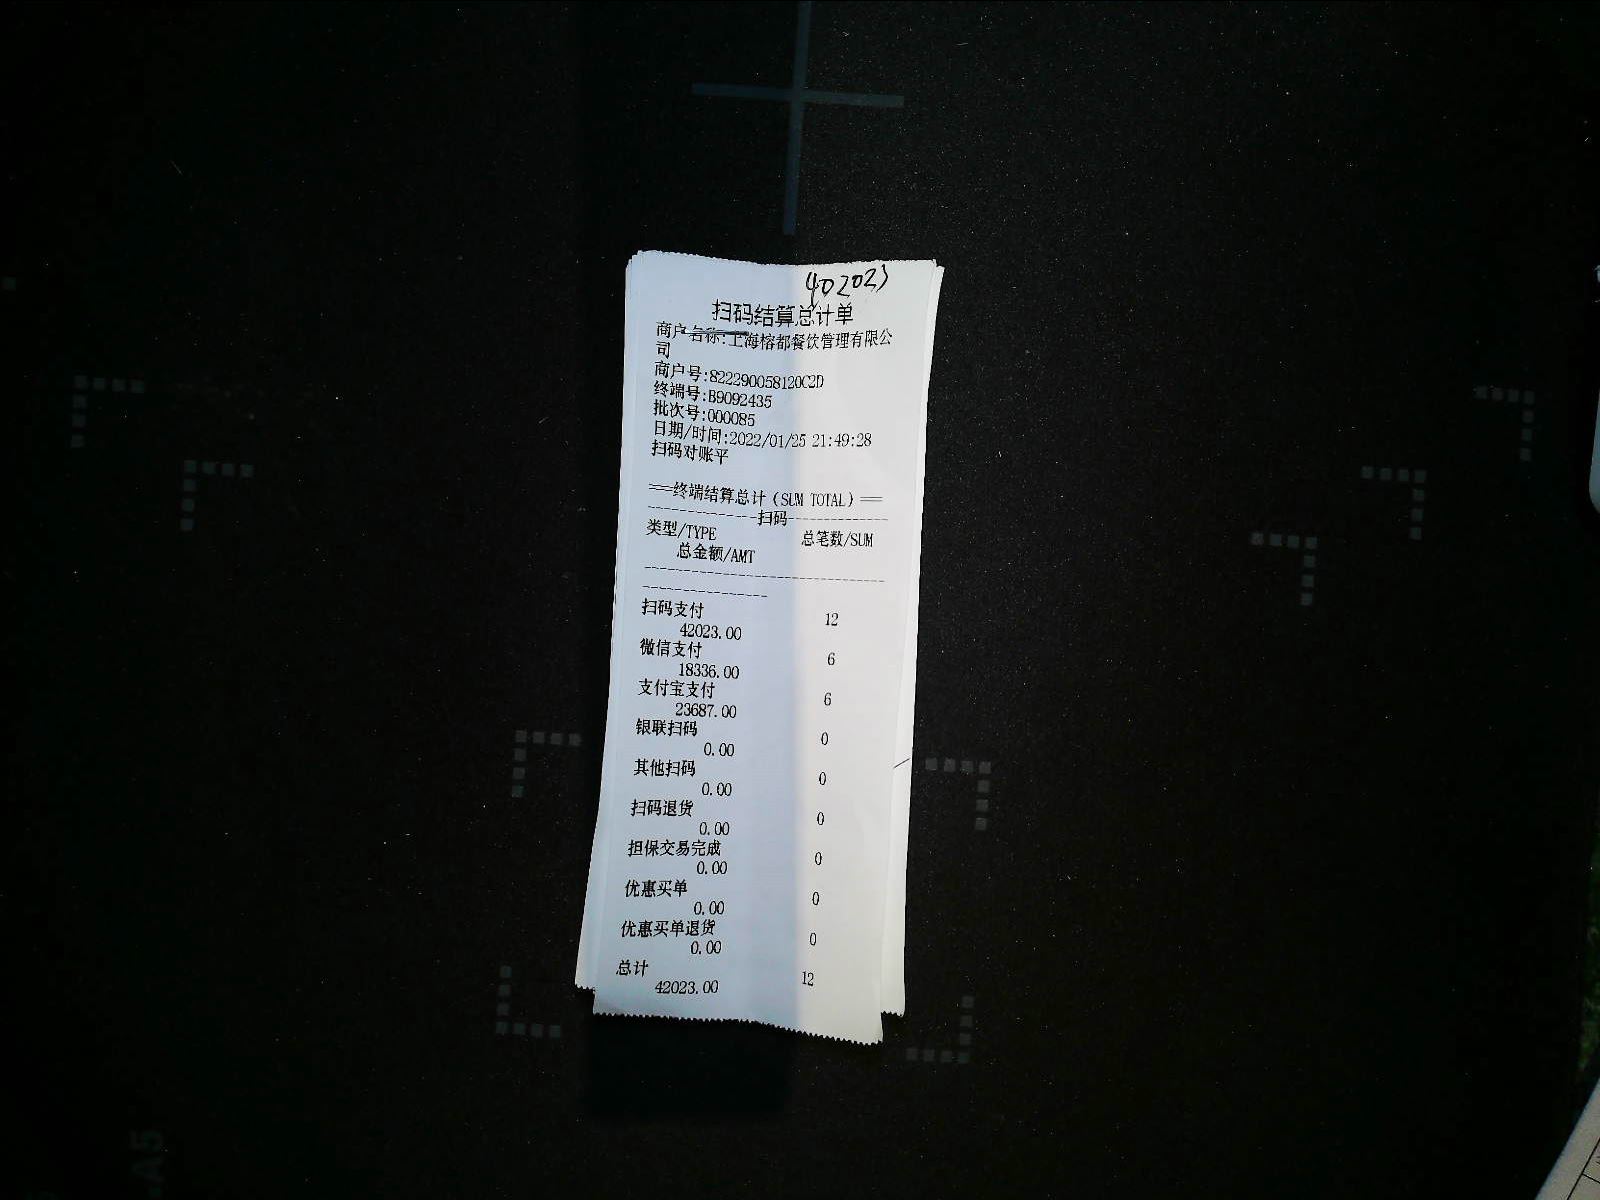 402023
扫码结算总计单
商户名称:上海榕都餐饮管理有限公
司
商户号:822290058120C2D
终端号:B9092435
批次号:000085
日期/时间:2022/01/25 21:49:28
扫码对账平
==终端结算总计(SUM TOTAL)==
----------------扫码----------------
类型/TYPE 总笔数/SUM
总金额/AMT
扫码支付 12
42023.00
微信支付 6
18336.00
支付宝支付 6
23687.00
银联扫码 0
0.00
其他扫码 0
0.00
扫码退货 0
0.00
担保交易完成 0
0.00
优惠买单 0
0.00
优惠买单退货 0
0.00
总计 12
42023.00
A5